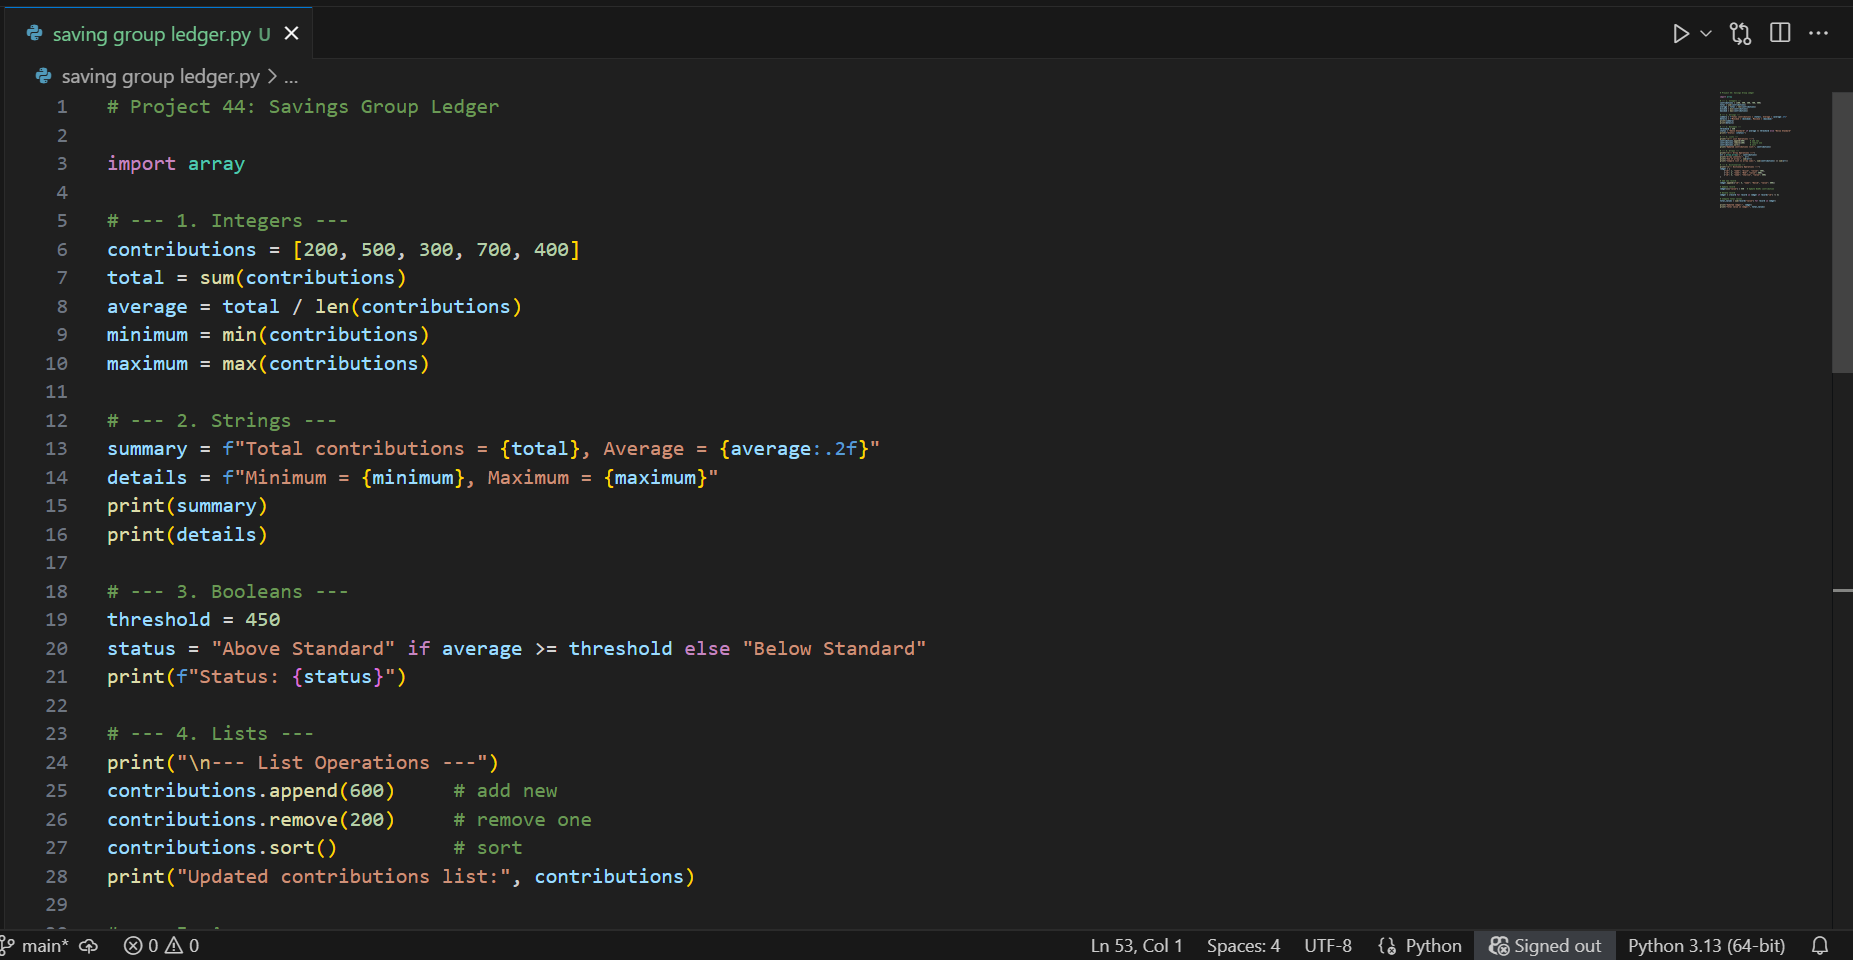 saving group ledger.py U
saving group ledger.py > ...
1 # Project 44: Savings Group Ledger
2
3 import array
4
5 # --- 1. Integers ---
6 contributions = [200, 500, 300, 700, 400]
7 total = sum(contributions)
8 average = total / len(contributions)
9 minimum = min(contributions)
10 maximum = max(contributions)
11
12 # --- 2. Strings ---
13 summary = f"Total contributions = {total}, Average = {average:.2f}"
14 details = f"Minimum = {minimum}, Maximum = {maximum}"
15 print(summary)
16 print(details)
17
18 # --- 3. Booleans ---
19 threshold = 450
20 status = "Above Standard" if average >= threshold else "Below Standard"
21 print(f"Status: {status}")
22
23 # --- 4. Lists ---
24 print("\n--- List Operations ---")
25 contributions.append(600)     # add new
26 contributions.remove(200)     # remove one
27 contributions.sort()          # sort
28 print("Updated contributions list:", contributions)
29
main* 0 0 Ln 53, Col 1 Spaces: 4 UTF-8 Python Signed out Python 3.13 (64-bit)